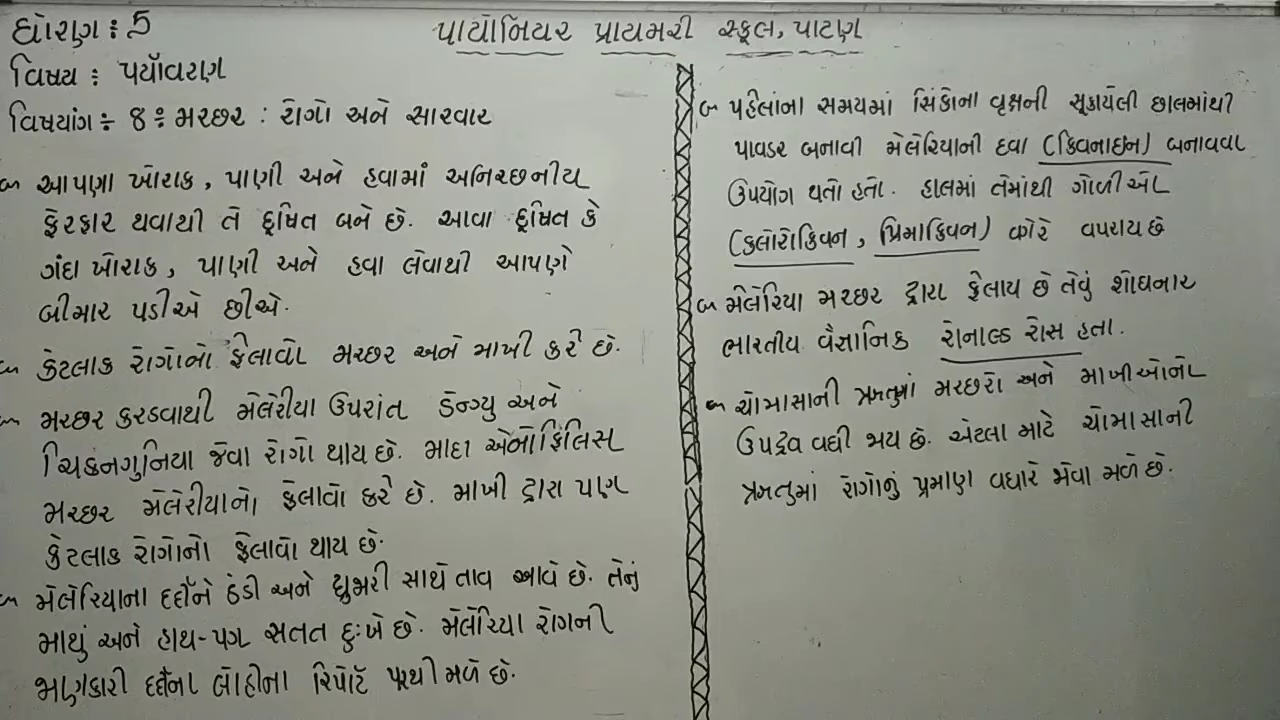 ધોરણ : 5
પાયોનિયર પ્રાયમરી સ્કૂલ, પાટણ
વિષય : પર્યાવરણ
વિષયાંગ ÷ 8 : મચ્છર : રોગો અને સારવાર
આપણા ખોરાક, પાણી અને હવામાં અનિચ્છનીય
ફેરફાર થવાથી તે દૂષિત બને છે. આવા દૂષિત કે
ગંદા ખોરાક, પાણી અને હવા લેવાથી આપણે
બીમાર પડીએ છીએ.
કેટલાક રોગોનો ફેલાવો મચ્છર અને માખી કરે છે.
મચ્છર કરડવાથી મેલેરીયા ઉપરાંત ડેન્ગ્યુ અને
ચિકનગુનિયા જેવા રોગો થાય છે. માદા એનોફિલિસ
મચ્છર મેલેરીયાનો ફેલાવો કરે છે. માખી દ્વારા પણ
કેટલાક રોગોનો ફેલાવો થાય છે.
મેલેરિયાના દર્દીને ઠંડી અને ધ્રુજારી સાથે તાવ આવે છે. તેનું
માથું અને હાથ-પગ સતત દુઃખે છે. મેલેરિયા રોગની
જાણકારી દર્દીના લોહીના રિપોર્ટ પરથી મળે છે.
પહેલાંના સમયમાં સિંકોના વૃક્ષની સૂકાયેલી છાલમાંથી
પાવડર બનાવી મેલેરિયાની દવા (ક્વિનાઇન) બનાવવા
ઉપયોગ થતો હતો. હાલમાં તેમાંથી ગોળીઓ
(ક્લોરોક્વિન, પ્રિમાક્વિન) વગેરે વપરાય છે
મેલેરિયા મચ્છર દ્વારા ફેલાય છે તેવું શોધનાર
ભારતીય વૈજ્ઞાનિક રોનાલ્ડ રોસ હતા.
ચોમાસાની ઋતુમાં મચ્છરો અને માખીઓનો
ઉપદ્રવ વધી જાય છે. એટલા માટે ચોમાસાની
ઋતુમાં રોગોનું પ્રમાણ વધારે જોવા મળે છે.